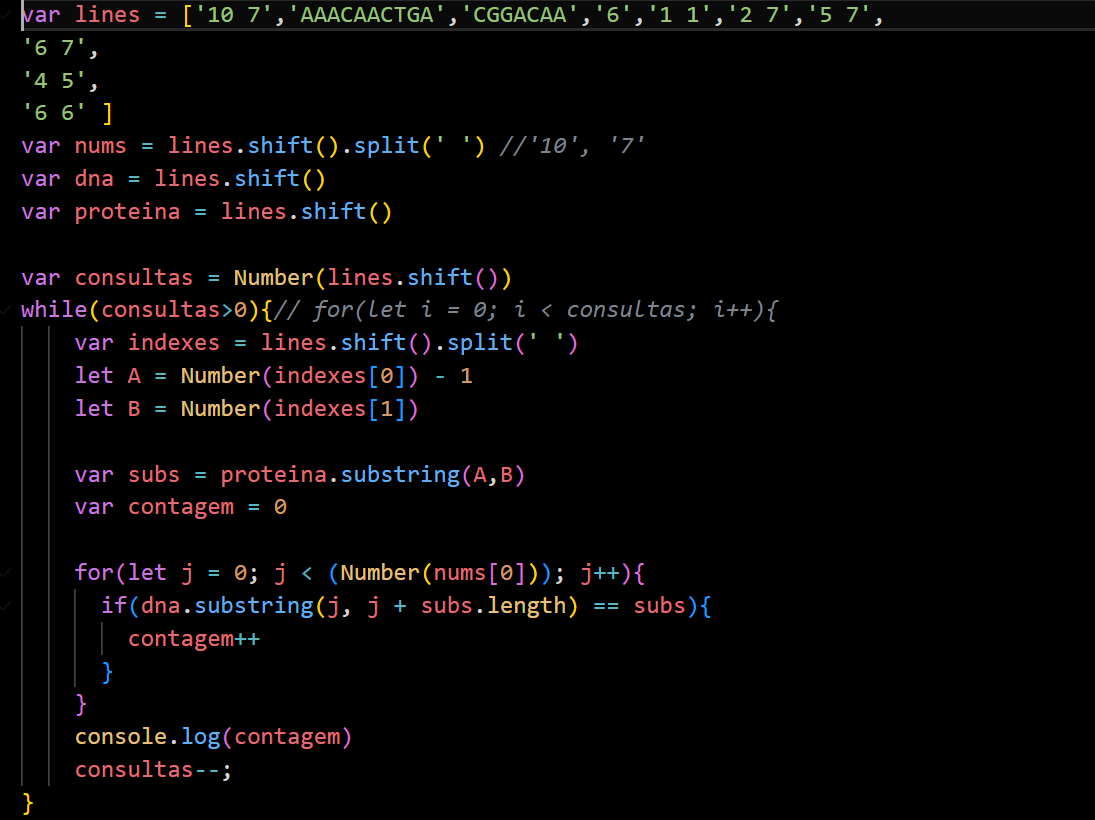 var lines = ['10 7','AAACAACTGA','CGGACAA','6','1 1','2 7','5 7',
'6 7',
'4 5',
'6 6' ]
var nums = lines.shift().split(' ') //'10', '7'
var dna = lines.shift()
var proteina = lines.shift()

var consultas = Number(lines.shift())
while(consultas>0){// for(let i = 0; i < consultas; i++){
    var indexes = lines.shift().split(' ')
    let A = Number(indexes[0]) - 1
    let B = Number(indexes[1])

    var subs = proteina.substring(A,B)
    var contagem = 0

    for(let j = 0; j < (Number(nums[0])); j++){
      if(dna.substring(j, j + subs.length) == subs){
        contagem++
      }
    }
    console.log(contagem)
    consultas--;
}